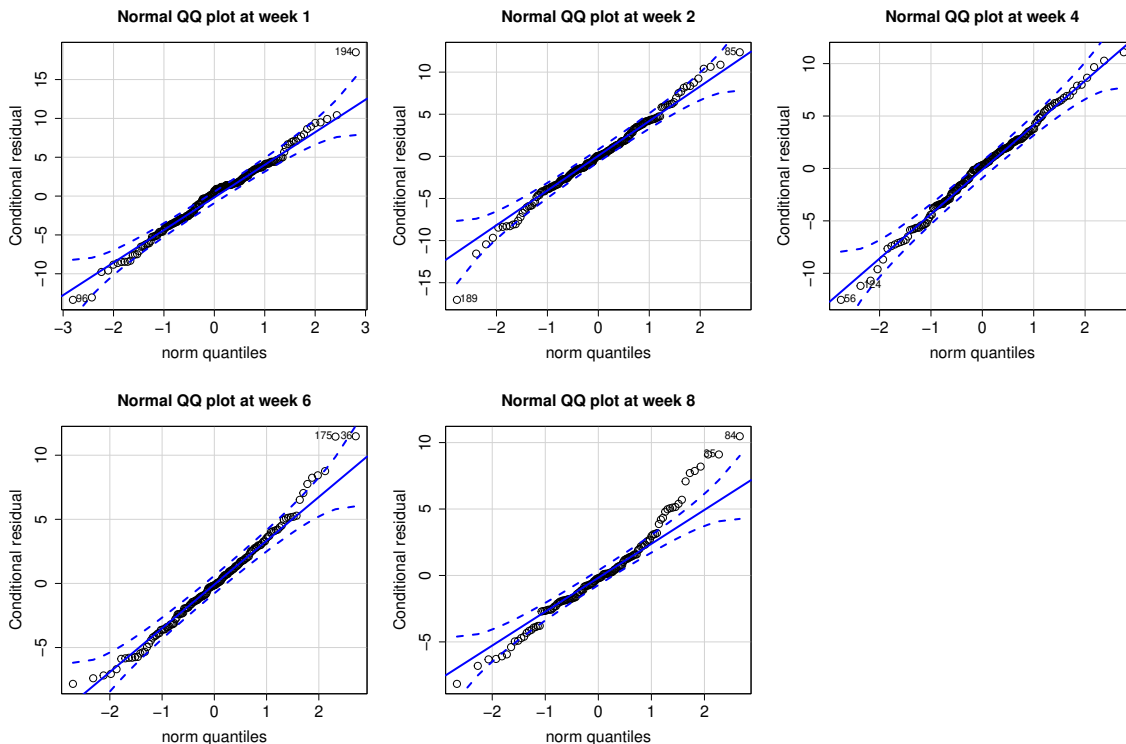 Normal QQ plot at week 1
Normal QQ plot at week 2
Normal QQ plot at week 4
−3 −2 −1 0 1 2 3
−10 −5 0 5 10 15
norm quantiles
Conditional residual
194
96
−2 −1 0 1 2
−15 −10 −5 0 5 10
norm quantiles
Conditional residual
85
189
−2 −1 0 1 2
−10 −5 0 5 10
norm quantiles
Conditional residual
124
56
Normal QQ plot at week 6
Normal QQ plot at week 8
−2 −1 0 1 2
−5 0 5 10
norm quantiles
Conditional residual
175 36
−2 −1 0 1 2
−5 0 5 10
norm quantiles
Conditional residual
84